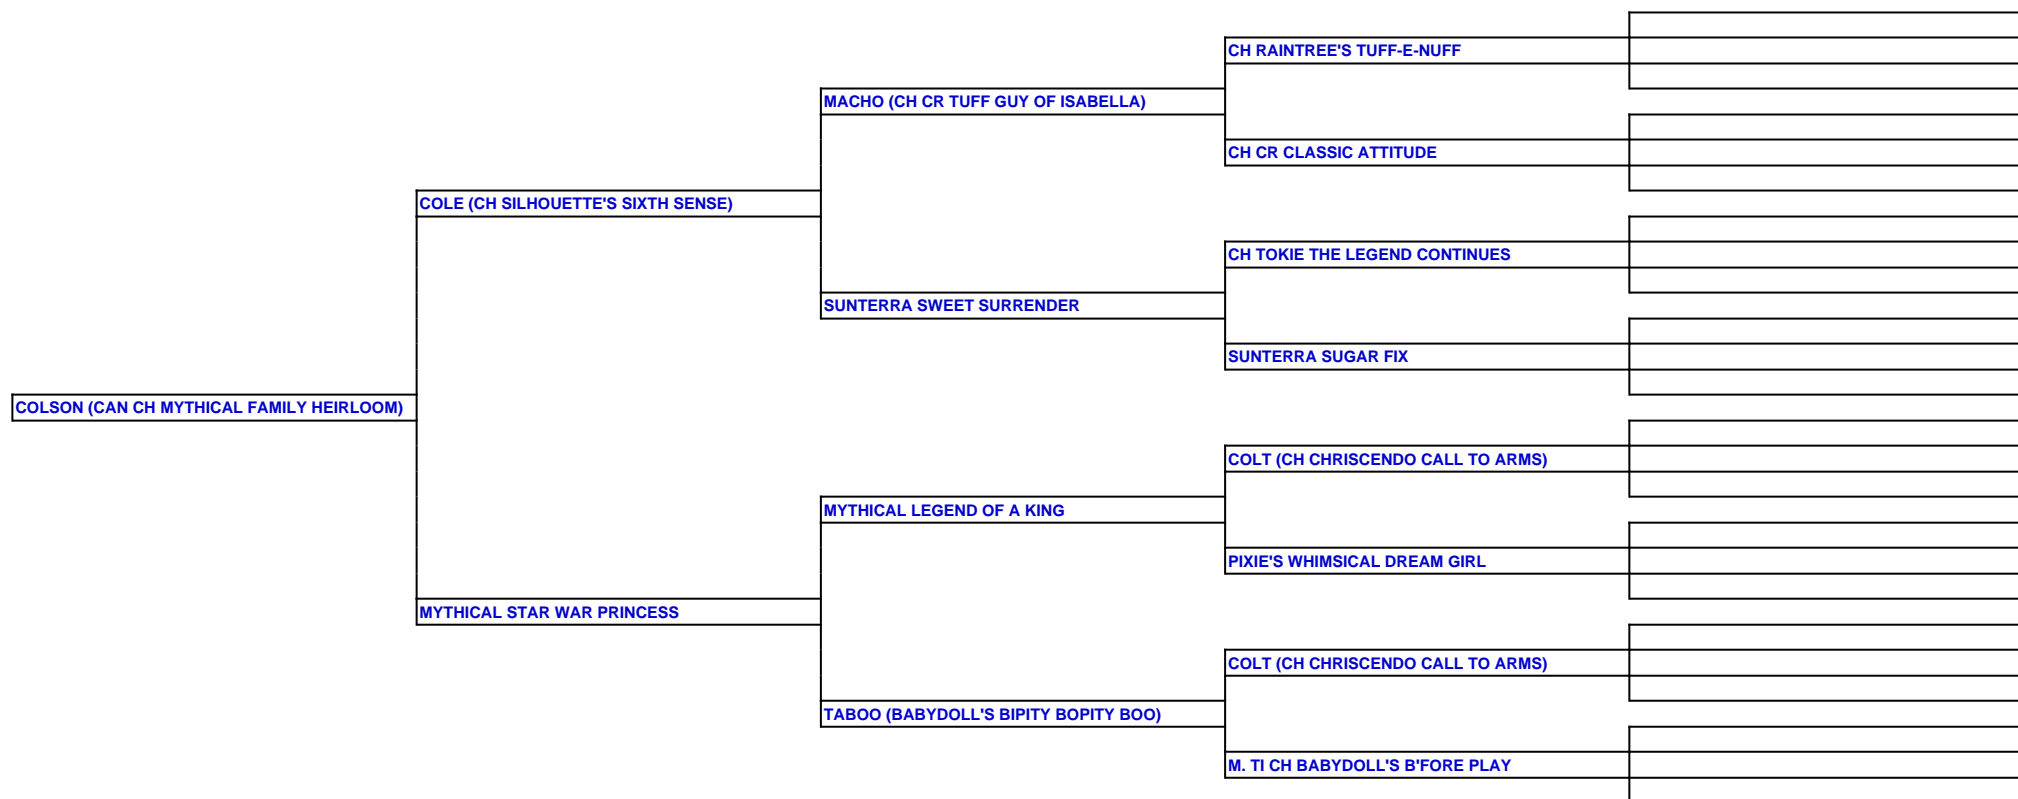 CH RAINTREE'S TUFF-E-NUFF
MACHO (CH CR TUFF GUY OF ISABELLA)
CH CR CLASSIC ATTITUDE
COLE (CH SILHOUETTE'S SIXTH SENSE)
CH TOKIE THE LEGEND CONTINUES
SUNTERRA SWEET SURRENDER
SUNTERRA SUGAR FIX
COLSON (CAN CH MYTHICAL FAMILY HEIRLOOM)
COLT (CH CHRISCENDO CALL TO ARMS)
MYTHICAL LEGEND OF A KING
PIXIE'S WHIMSICAL DREAM GIRL
MYTHICAL STAR WAR PRINCESS
COLT (CH CHRISCENDO CALL TO ARMS)
TABOO (BABYDOLL'S BIPITY BOPITY BOO)
M. TI CH BABYDOLL'S B'FORE PLAY